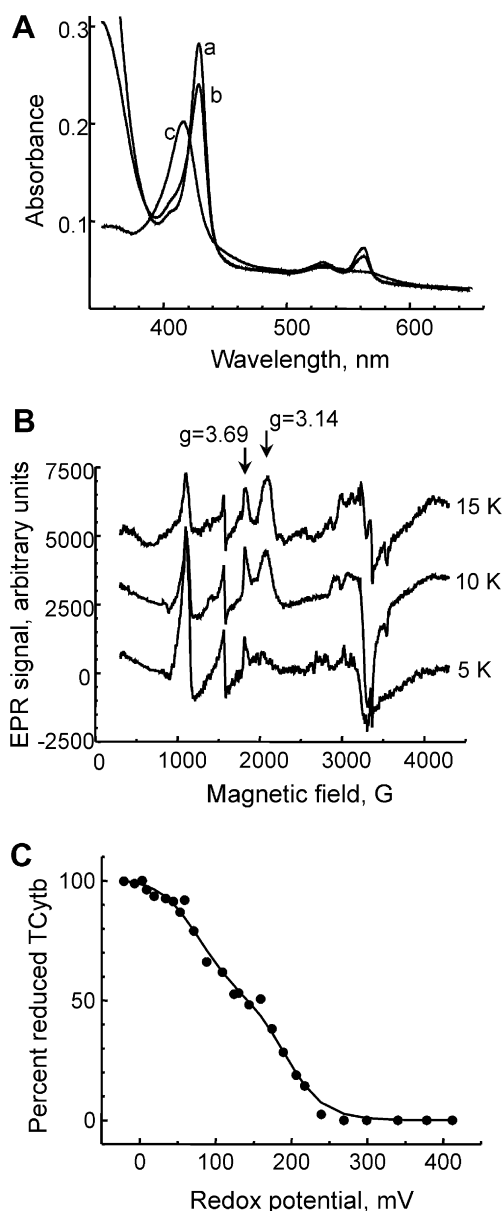 A
0.3
a
b
0.2
c
Absorbance
0.1
400
500
600
Wavelength, nm
B
g=3.14
g=3.69
7500
15 K
5000
10 K
2500
5 K
0
-2500
EPR signal, arbitrary units
0
1000
2000
3000
4000
Magnetic field, G
C
100
50
0
Percent reduced TCytb
0
100
200
300
400
Redox potential, mV